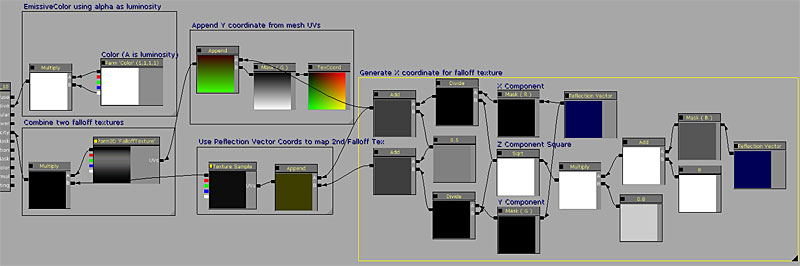 EmissiveColor using alpha as luminosity
Color (A is luminosity)
Multiply
Param 'Color' (1,1,1,1)
Append Y coordinate from mesh UVs
Append
Mask ( G )
TexCoord
Combine two falloff textures
Multiply
Param2D 'FalloffTexture'
UVs
Use Reflection Vector Coords to map 2nd Falloff Tex
Texture Sample
Append
Generate X coordinate for falloff texture
Add
Divide
X Component
Mask ( R )
Reflection Vector
Add
0.5
Z Component Square
Sqrt
Multiply
Add
Mask ( B )
Reflection Vector
Divide
Y Component
Mask ( G )